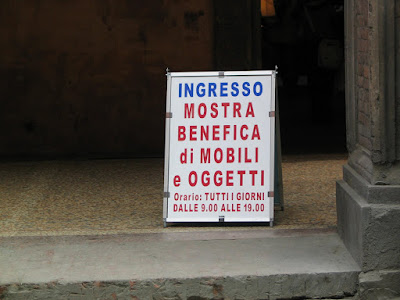 INGRESSO
MOSTRA
BENEFICA
di MOBILI
e OGGETTI
Orario: TUTTI I GIORNI
DALLE 9.00 ALLE 19.00